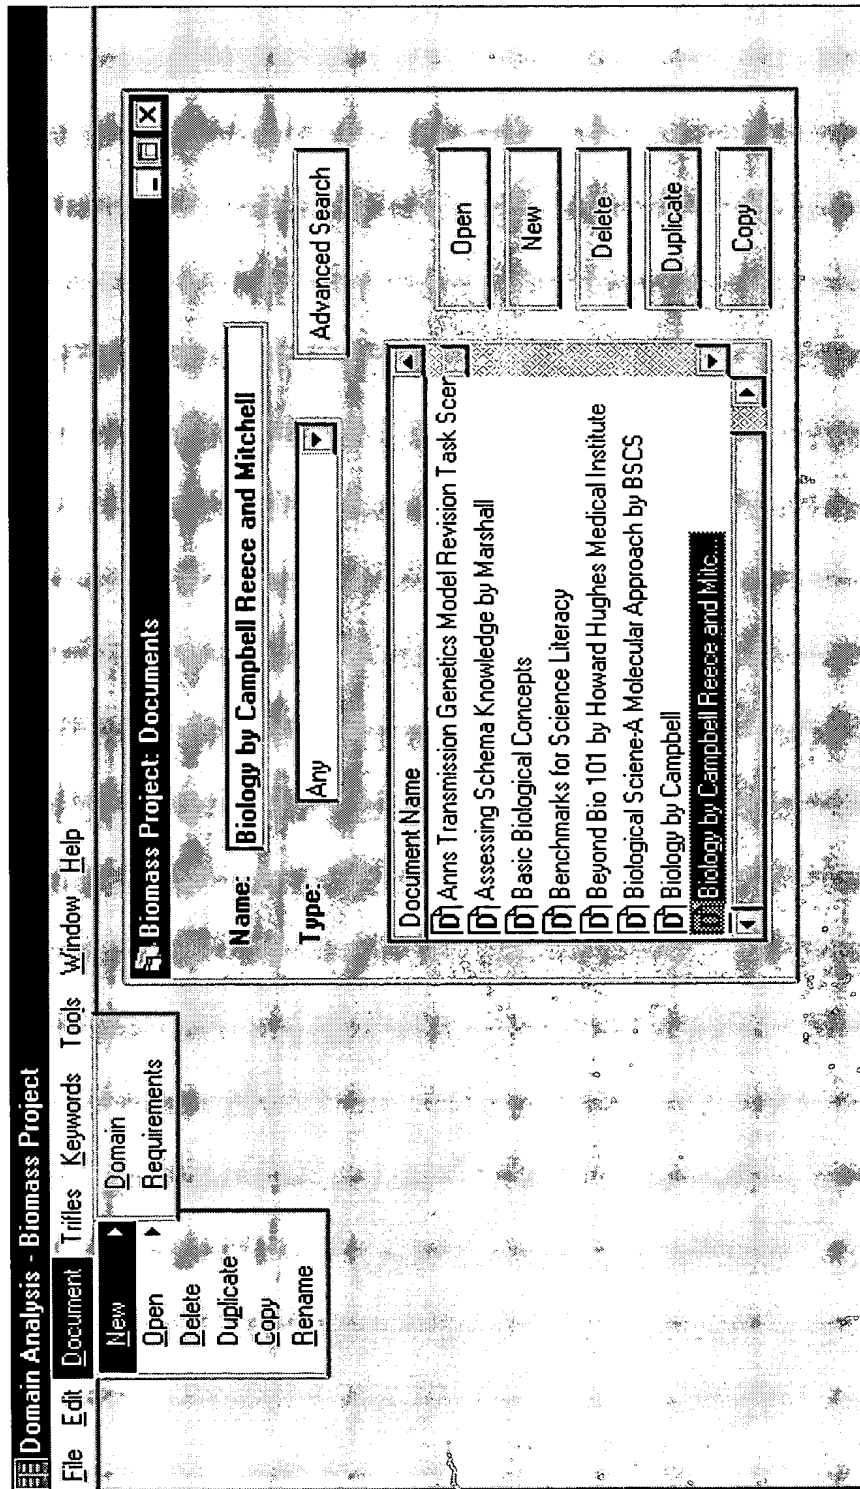 Domain Analysis - Biomass Project
File Edit Document Trifles Keywords Tools Window Help
New
Open
Delete
Duplicate
Copy
Rename
Domain
Requirements
Biomass Project: Documents
Name: Biology by Campbell Reece and Mitchell
Type: Any
Advanced Search
Document Name
Anns Transmission Genetics Model Revision Task Scer
Assessing Schema Knowledge by Marshall
Basic Biological Concepts
Benchmarks for Science Literacy
Beyond Bio 101 by Howard Hughes Medical Institute
Biological Sciene-A Molecular Approach by BSCS
Biology by Campbell
Biology by Campbell Reece and Mitc...
Open
New
Delete
Duplicate
Copy